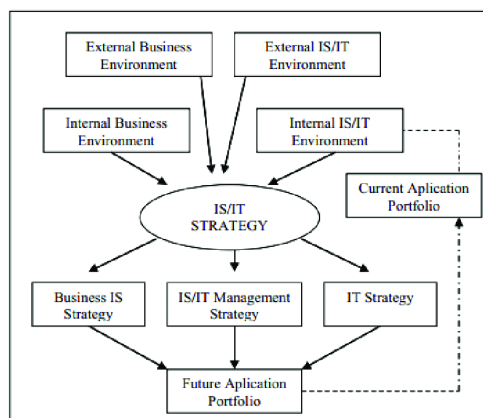 External Business
Environment
External IS/IT
Environment
Internal Business
Environment
Internal IS/IT
Environment
Current Aplication
Portfolio
IS/IT
STRATEGY
Business IS
Strategy
IS/IT Management
Strategy
IT Strategy
Future Aplication
Portfolio